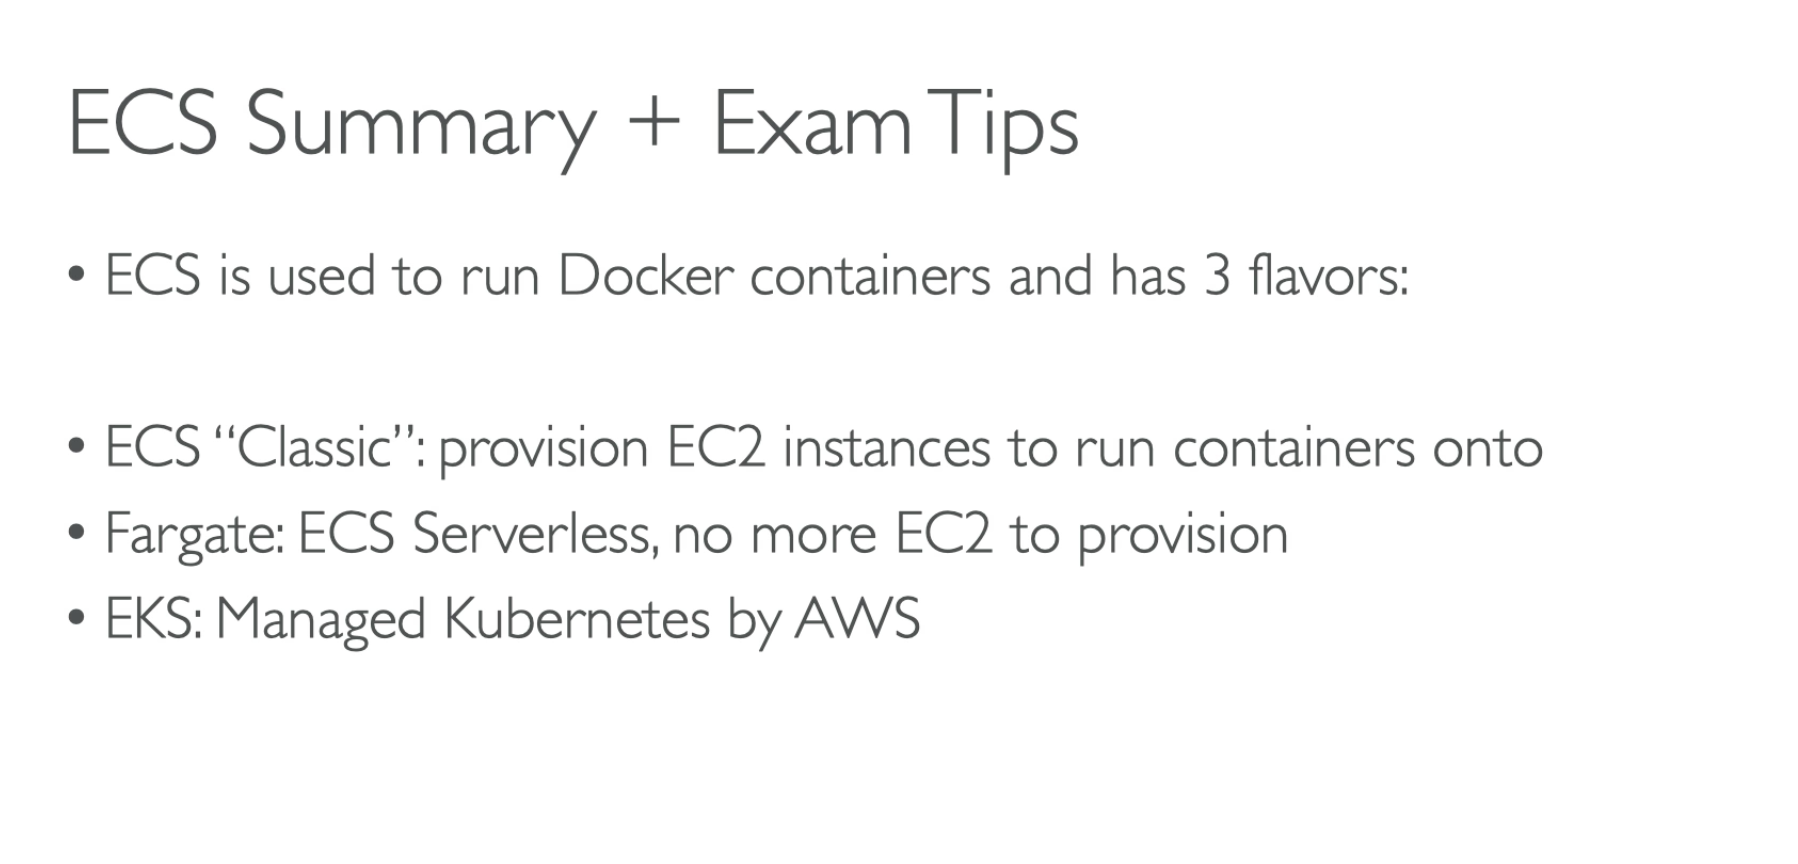 ECS Summary + Exam Tips
• ECS is used to run Docker containers and has 3 flavors:
• ECS “Classic”: provision EC2 instances to run containers onto
• Fargate: ECS Serverless, no more EC2 to provision
• EKS: Managed Kubernetes by AWS